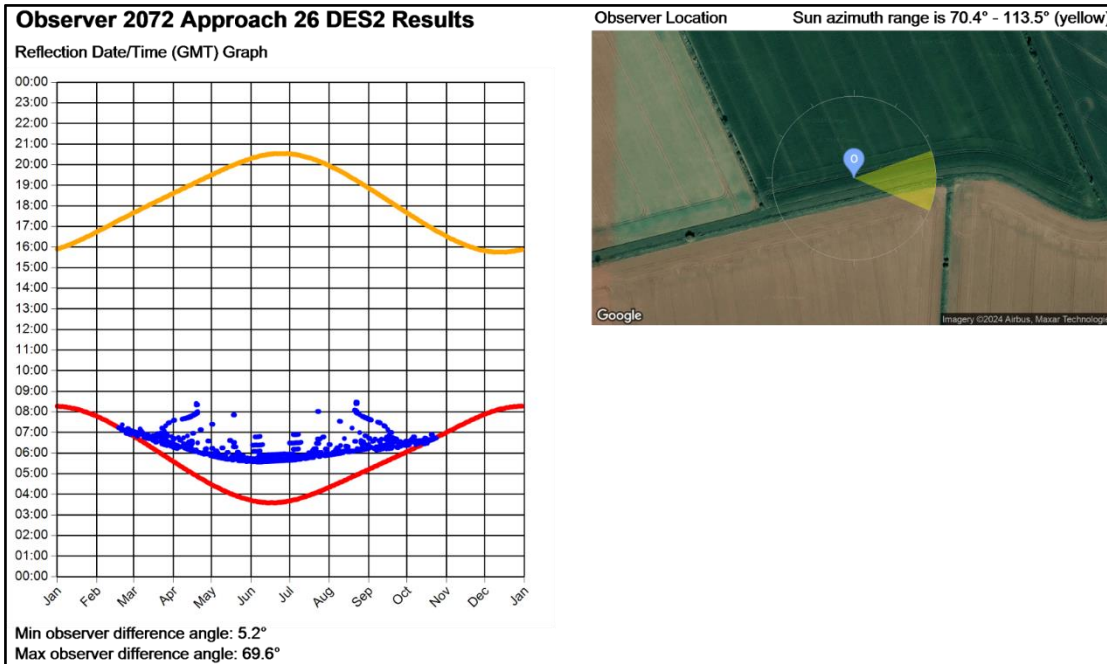 Observer 2072 Approach 26 DES2 Results
Reflection Date/Time (GMT) Graph
00:00
23:00
22:00
21:00
20:00
19:00
18:00
17:00
16:00
15:00
14:00
13:00
12:00
11:00
10:00
09:00
08:00
07:00
06:00
05:00
04:00
03:00
02:00
01:00
00:00
Jan Feb Mar Apr May Jun Jul Aug Sep Oct Nov Dec Jan
Min observer difference angle: 5.2°
Max observer difference angle: 69.6°
Observer Location Sun azimuth range is 70.4° - 113.5° (yellow)
O
Google
Imagery ©2024 Airbus, Maxar Technologie